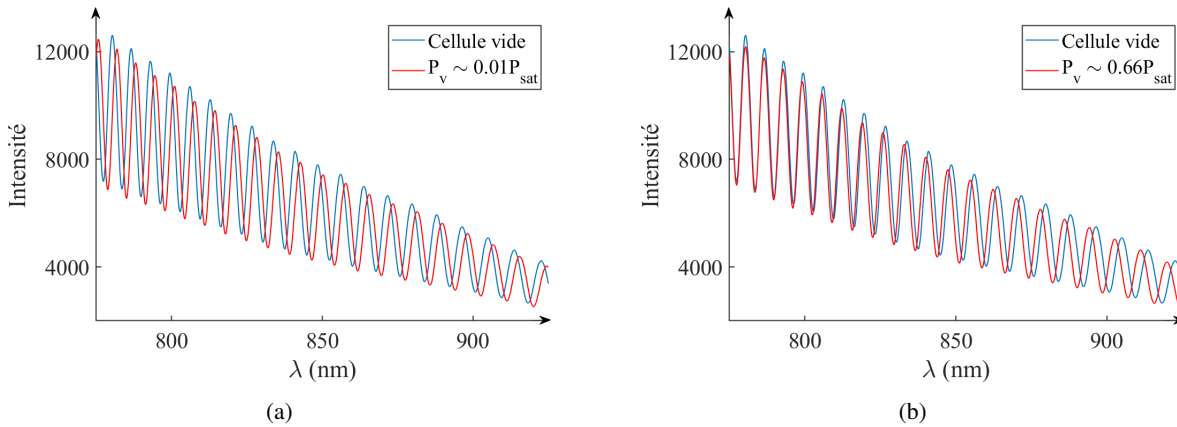 12000
8000
4000
Intensité
Cellule vide
P_v ∼ 0.01P_sat
800
850
900
λ (nm)
(a)
12000
8000
4000
Intensité
Cellule vide
P_v ∼ 0.66P_sat
800
850
900
λ (nm)
(b)